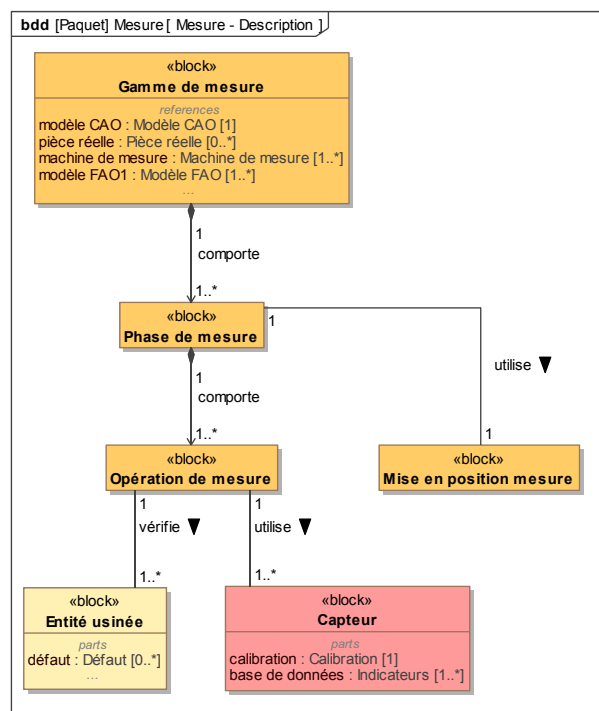 bdd [Paquet] Mesure [ Mesure - Description ]
«block»
Gamme de mesure
references
modèle CAO : Modèle CAO [1]
pièce réelle : Pièce réelle [0..*]
machine de mesure : Machine de mesure [1..*]
modèle FAO1 : Modèle FAO [1..*]
...
1
comporte
1..*
«block»
Phase de mesure
1
utilise ▼
1
1
comporte
1..*
«block»
Opération de mesure
«block»
Mise en position mesure
1
vérifie ▼
1..*
1
utilise ▼
1..*
«block»
Entité usinée
parts
défaut : Défaut [0..*]
...
«block»
Capteur
parts
calibration : Calibration [1]
base de données : Indicateurs [1..*]